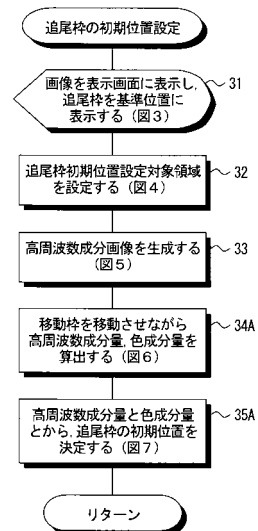 追尾枠の初期位置設定
画像を表示画面に表示し,
追尾枠を基準位置に
表示する (図3)
31
追尾枠初期位置設定対象領域
を設定する (図4)
32
高周波数成分画像を生成する
(図5)
33
移動枠を移動させながら
高周波数成分量, 色成分量を
算出する (図6)
34A
高周波数成分量と色成分量
とから, 追尾枠の初期位置を
決定する (図7)
35A
リターン